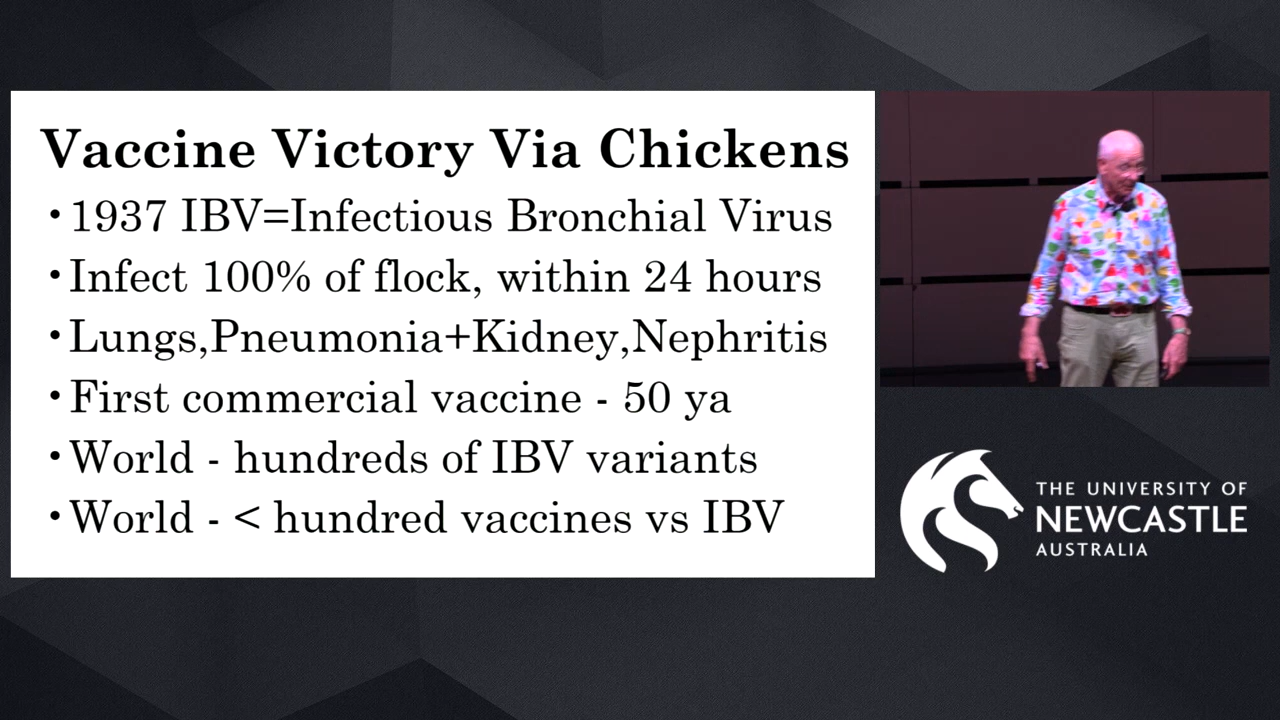 Vaccine Victory Via Chickens
• 1937 IBV=Infectious Bronchial Virus
• Infect 100% of flock, within 24 hours
• Lungs,Pneumonia+Kidney,Nephritis
• First commercial vaccine - 50 ya
• World - hundreds of IBV variants
• World - < hundred vaccines vs IBV
THE UNIVERSITY OF
NEWCASTLE
AUSTRALIA